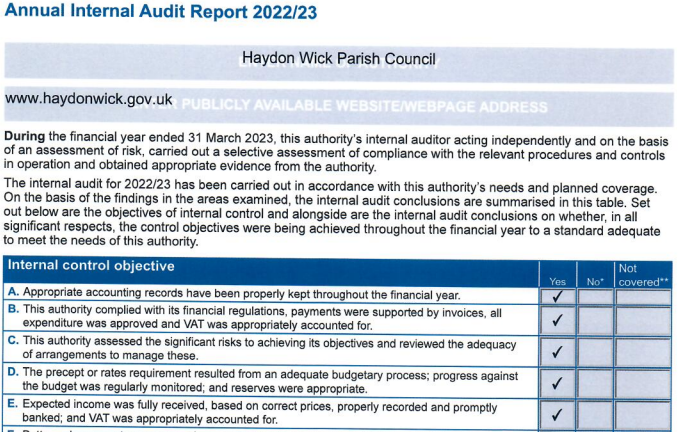 Annual Internal Audit Report 2022/23
Haydon Wick Parish Council
www.haydonwick.gov.uk PUBLICLY AVAILABLE WEBSITE/WEBPAGE ADDRESS
During the financial year ended 31 March 2023, this authority's internal auditor acting independently and on the basis
of an assessment of risk, carried out a selective assessment of compliance with the relevant procedures and controls
in operation and obtained appropriate evidence from the authority.
The internal audit for 2022/23 has been carried out in accordance with this authority's needs and planned coverage.
On the basis of the findings in the areas examined, the internal audit conclusions are summarised in this table. Set
out below are the objectives of internal control and alongside are the internal audit conclusions on whether, in all
significant respects, the control objectives were being achieved throughout the financial year to a standard adequate
to meet the needs of this authority.
Internal control objective
Yes No* Not
covered**
A. Appropriate accounting records have been properly kept throughout the financial year. ✓
B. This authority complied with its financial regulations, payments were supported by invoices, all
expenditure was approved and VAT was appropriately accounted for. ✓
C. This authority assessed the significant risks to achieving its objectives and reviewed the adequacy
of arrangements to manage these. ✓
D. The precept or rates requirement resulted from an adequate budgetary process; progress against
the budget was regularly monitored; and reserves were appropriate. ✓
E. Expected income was fully received, based on correct prices, properly recorded and promptly
banked; and VAT was appropriately accounted for. ✓